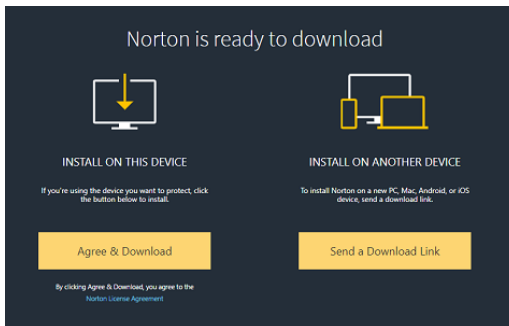 Norton is ready to download
INSTALL ON THIS DEVICE
If you're using the device you want to protect, click
the button below to install.
Agree & Download
By clicking Agree & Download, you agree to the
Norton License Agreement
INSTALL ON ANOTHER DEVICE
To install Norton on a new PC, Mac, Android, or iOS
device, send a download link.
Send a Download Link